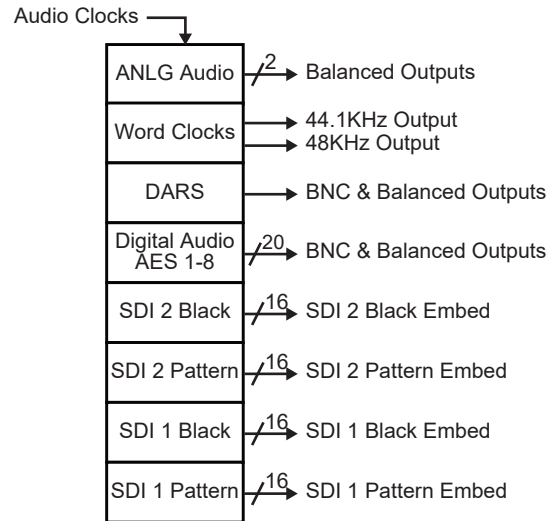 Audio Clocks
ANLG Audio
2
Balanced Outputs
Word Clocks
44.1KHz Output
48KHz Output
DARS
BNC & Balanced Outputs
Digital Audio
AES 1-8
20
BNC & Balanced Outputs
SDI 2 Black
16
SDI 2 Black Embed
SDI 2 Pattern
16
SDI 2 Pattern Embed
SDI 1 Black
16
SDI 1 Black Embed
SDI 1 Pattern
16
SDI 1 Pattern Embed